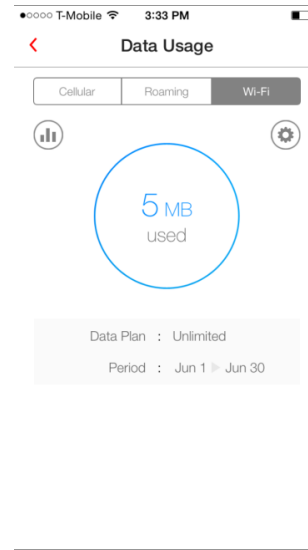 T-Mobile 3:33 PM
Data Usage
Cellular Roaming Wi-Fi
5 MB
used
Data Plan : Unlimited
Period : Jun 1 ▶ Jun 30